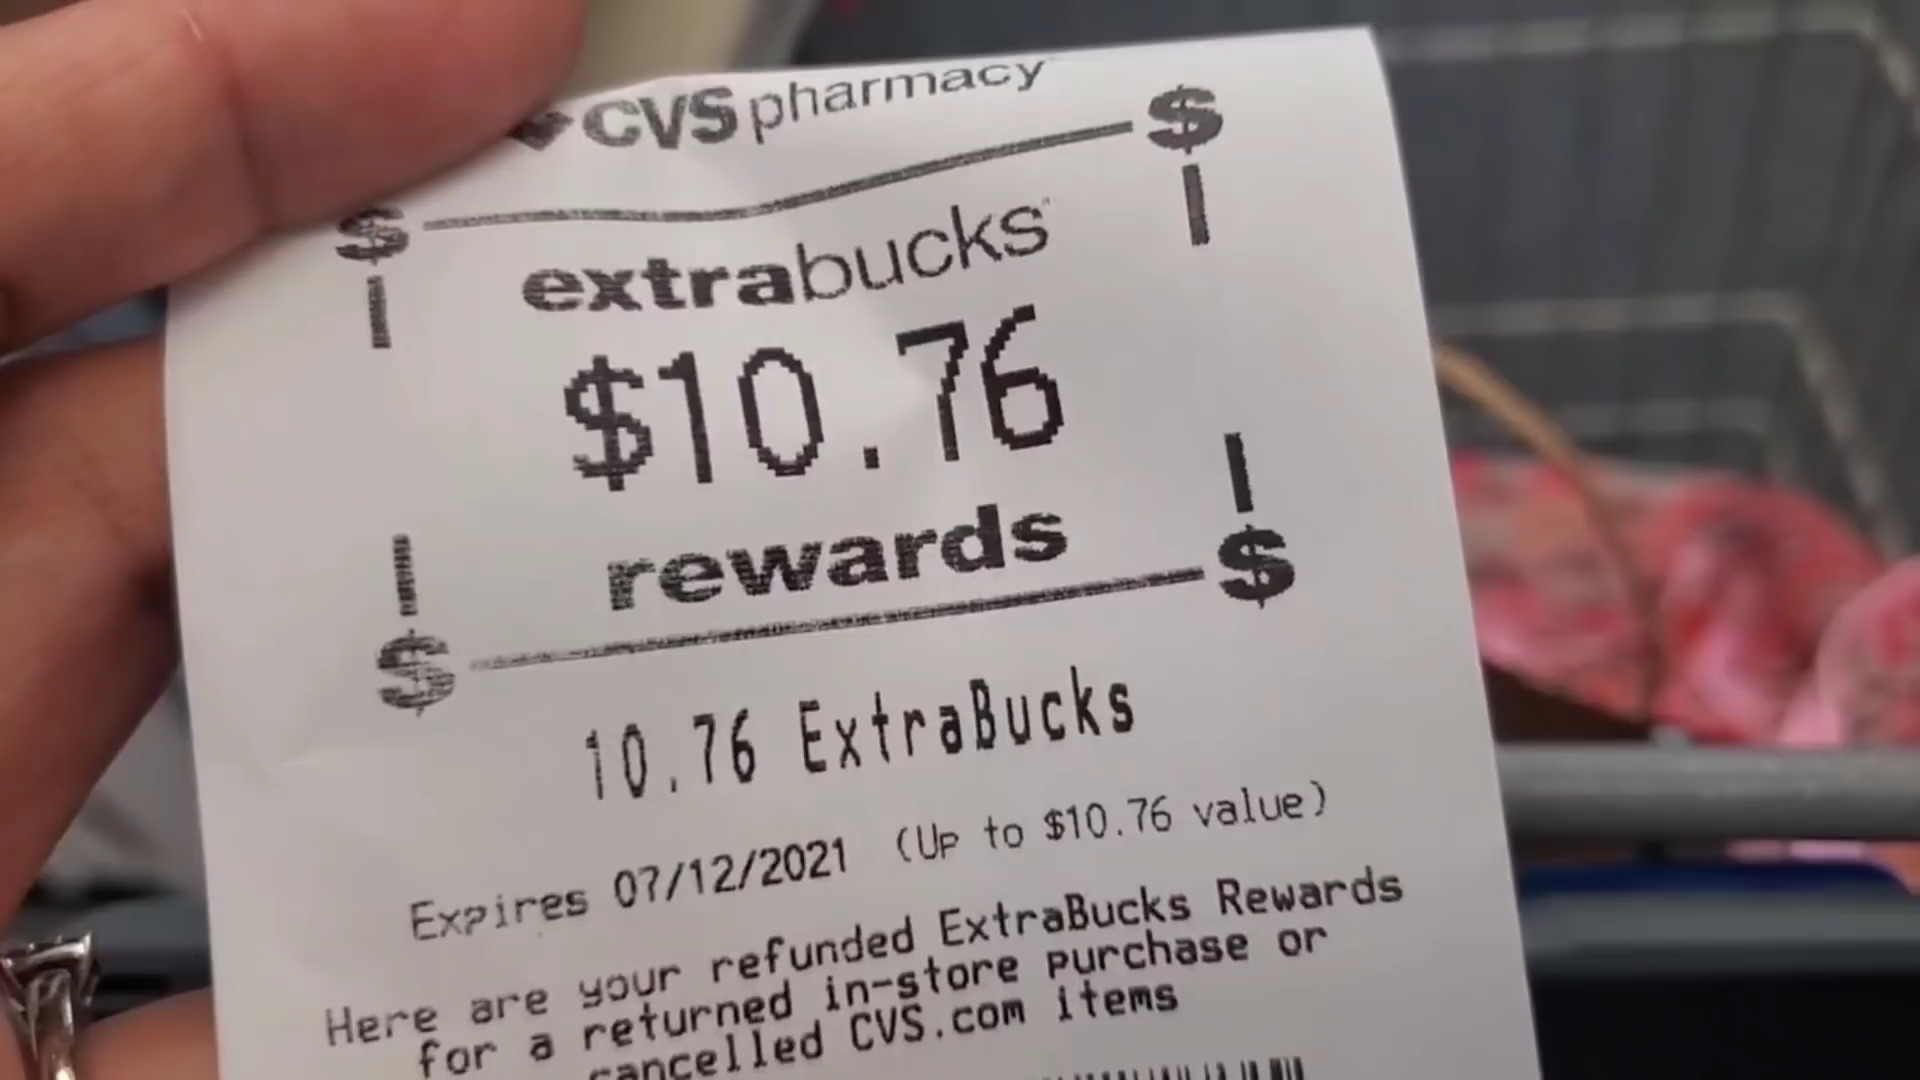 CVS pharmacy
$ $
extrabucks
$10.76
rewards
$ $
10.76 ExtraBucks
Expires 07/12/2021 (Up to $10.76 value)
Here are your refunded ExtraBucks Rewards
for a returned in-store purchase or
cancelled CVS.com items